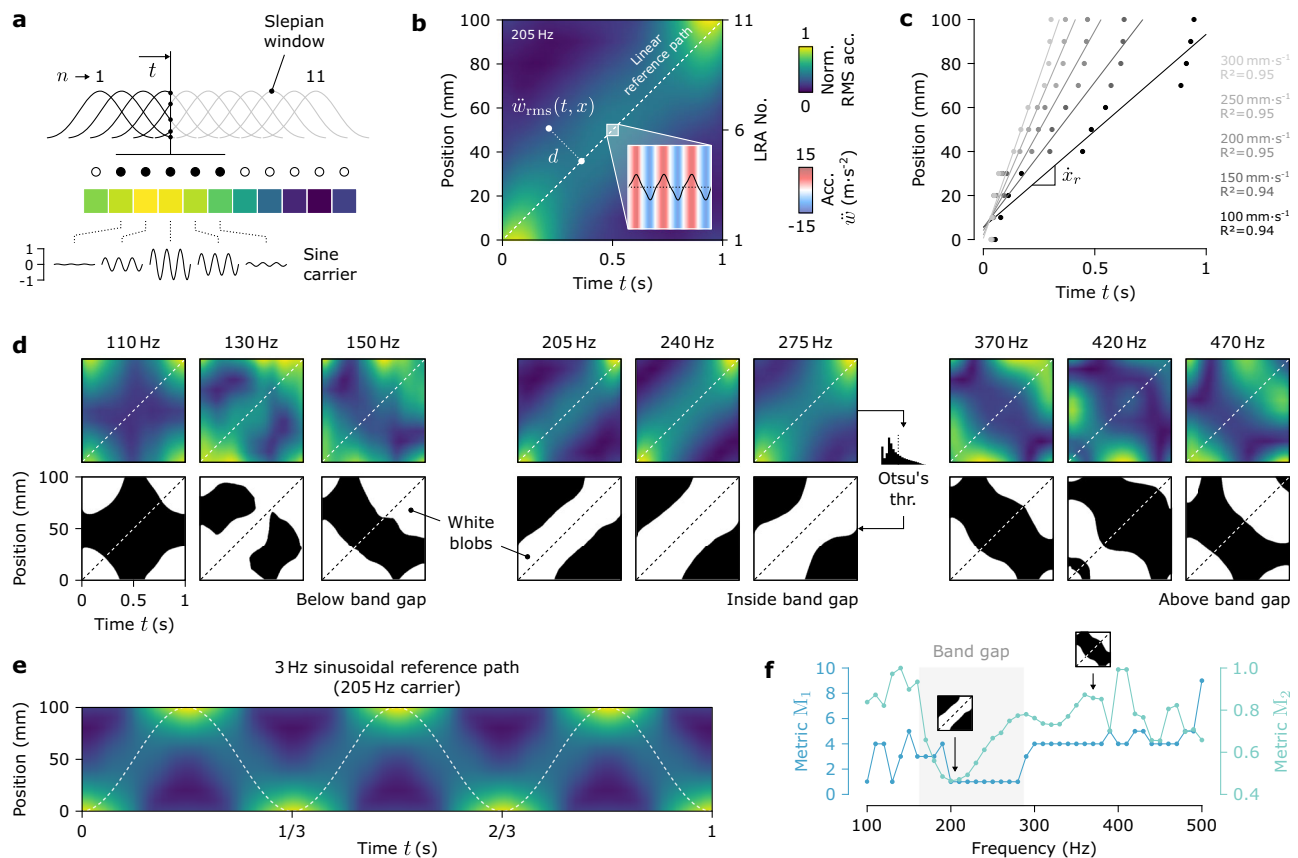 a
Slepian
window
t
n → 1
11
1
0
-1
Sine
carrier
b
205 Hz
Linear
reference path
ẅrms(t, x)
d
Position (mm)
100
80
60
40
20
0
0
0.5
1
Time t (s)
11
6
1
LRA No.
1
0
Norm.
RMS acc.
15
-15
Acc.
ẅ (m·s⁻²)
c
Position (mm)
100
80
60
40
20
0
0
0.5
1
Time t (s)
ẋr
300 mm·s⁻¹
R²=0.95
250 mm·s⁻¹
R²=0.95
200 mm·s⁻¹
R²=0.95
150 mm·s⁻¹
R²=0.94
100 mm·s⁻¹
R²=0.94
d
110 Hz
130 Hz
150 Hz
205 Hz
240 Hz
275 Hz
370 Hz
420 Hz
470 Hz
Position (mm)
100
50
0
0
0.5
1
Time t (s)
White
blobs
Otsu's
thr.
Below band gap
Inside band gap
Above band gap
e
3 Hz sinusoidal reference path
(205 Hz carrier)
Position (mm)
100
50
0
0
1/3
2/3
1
Time t (s)
f
Band gap
Metric M₁
10
8
6
4
2
0
100
200
300
400
500
Frequency (Hz)
1.0
0.8
0.6
0.4
Metric M₂